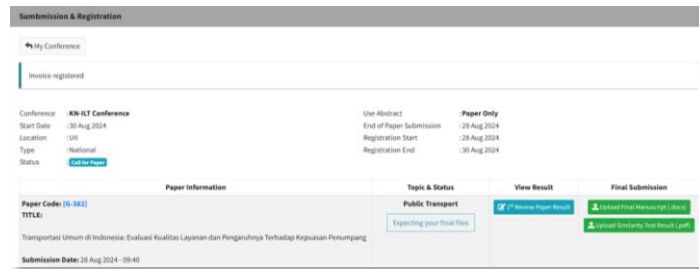 Sumbmission & Registration
My Conference
Invoice registered
Conference : KN-ILT Conference
Start Date : 30 Aug 2024
Location : UII
Type : National
Status : Call for Paper
Use Abstract : Paper Only
End of Paper Submission : 28 Aug 2024
Registration Start : 28 Aug 2024
Registration End : 30 Aug 2024
Paper Information Topic & Status View Result Final Submission
Paper Code: [G-562]
TITLE:
Transportasi Umum di Indonesia: Evaluasi Kualitas Layanan dan Pengaruhnya Terhadap Kepuasan Penumpang
Submission Date: 28 Aug 2024 - 09:40
Public Transport
Expecting your final files
1st Review Paper Result
Upload Final Manuscript (.docx)
Upload Similarity Test Result (.pdf)